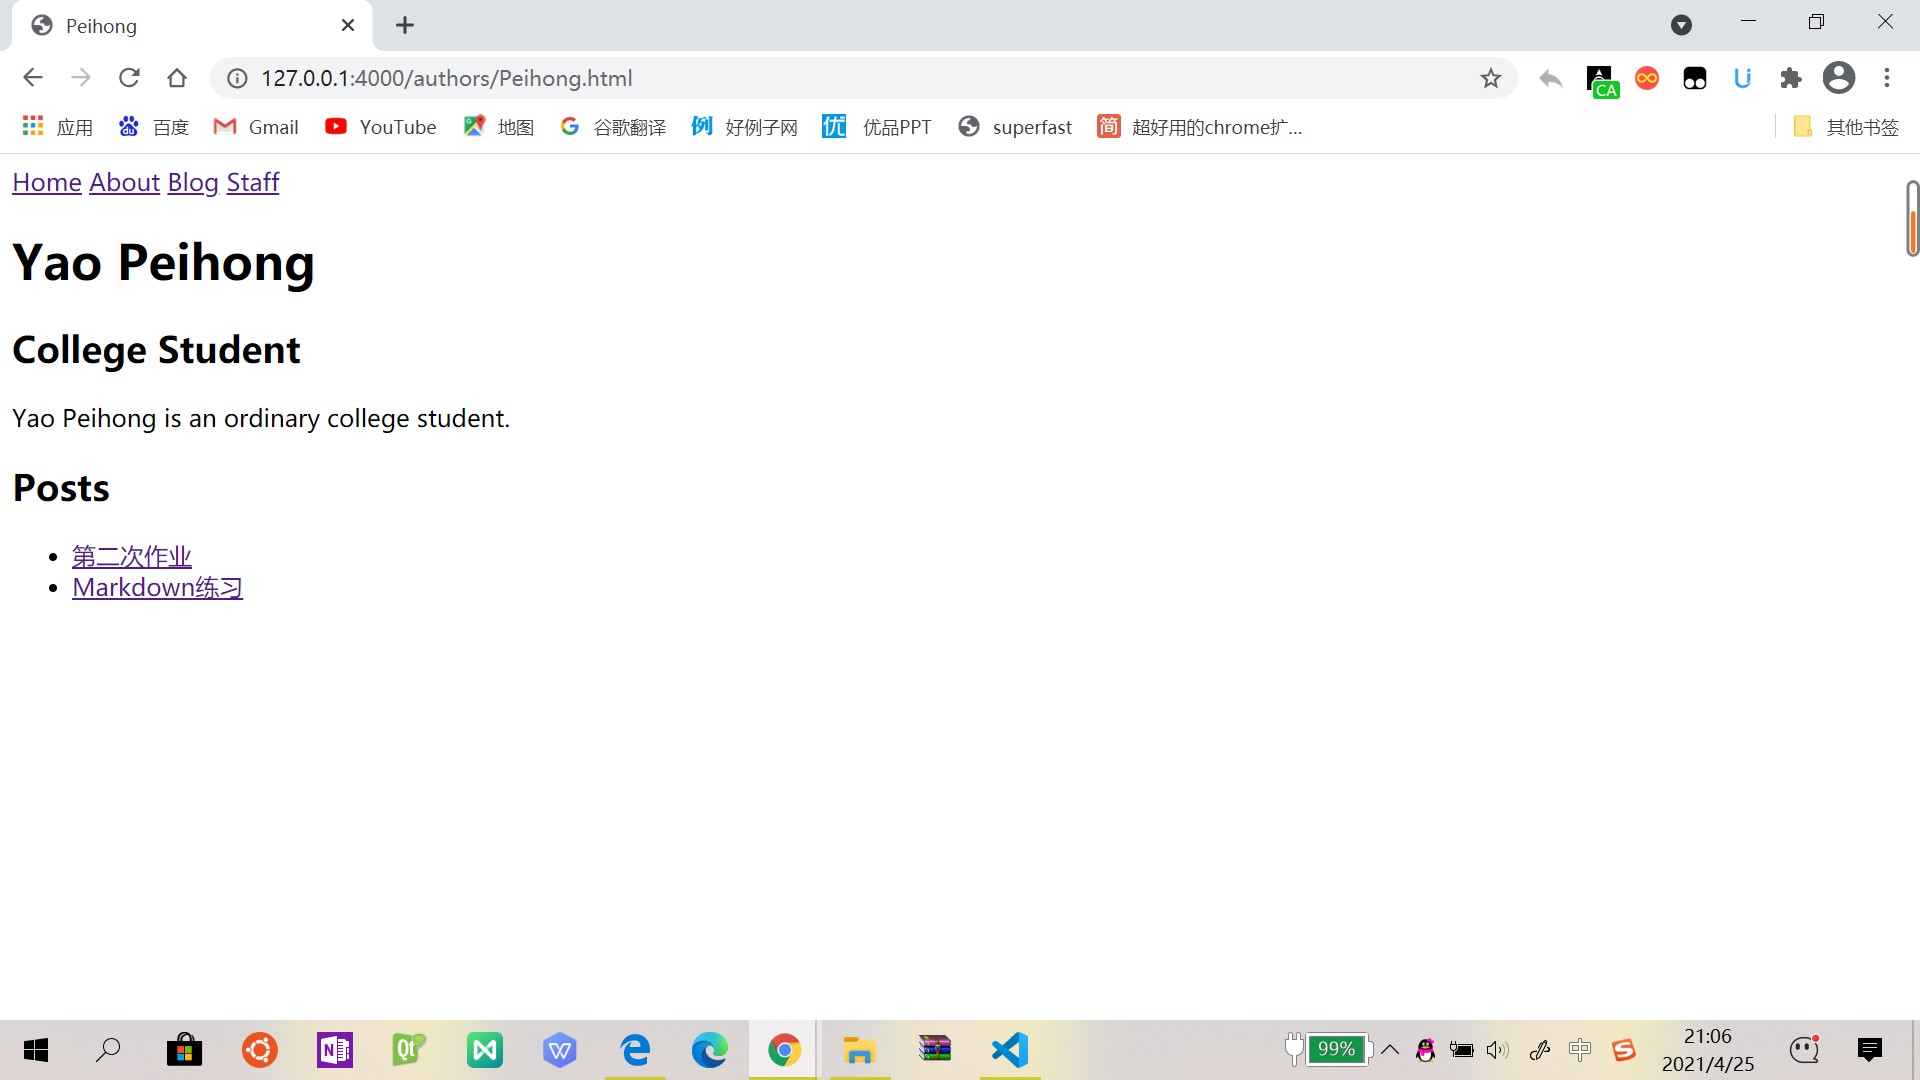 Peihong
127.0.0.1:4000/authors/Peihong.html
CA
应用 百度 Gmail YouTube 地图 谷歌翻译 例 好例子网 优 优品PPT superfast 简 超好用的chrome扩... 其他书签
Home About Blog Staff
Yao Peihong
College Student
Yao Peihong is an ordinary college student.
Posts
第二次作业
Markdown练习
99% 中 21:06
2021/4/25